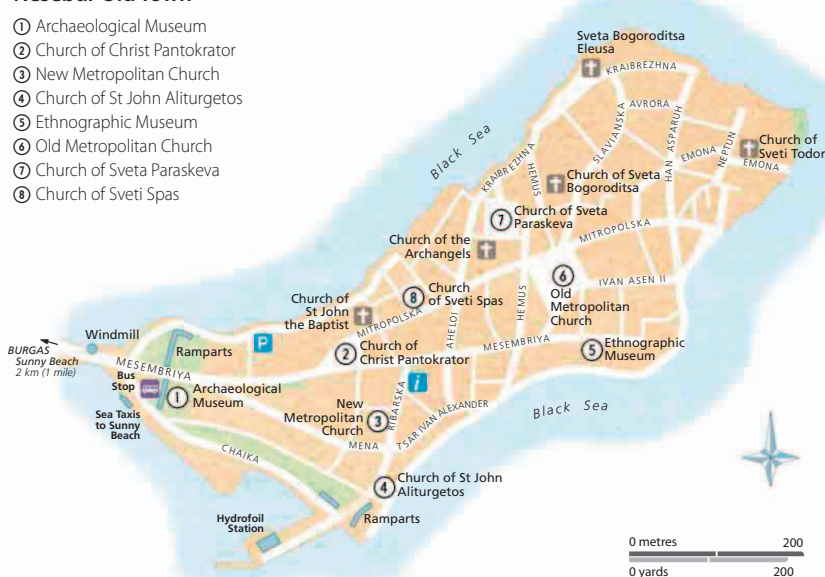 ① Archaeological Museum
② Church of Christ Pantokrator
③ New Metropolitan Church
④ Church of St John Aliturgetos
⑤ Ethnographic Museum
⑥ Old Metropolitan Church
⑦ Church of Sveta Paraskeva
⑧ Church of Sveti Spas
Sveta Bogoroditsa
Eleusa
KRAIBREZHNA
AVRORA
SLAVIANSKA
HAN ASPARUH
NEPTUN
Church of
Sveti Todor
EMONA
EMONA
Black Sea
KRAIBREZHNA
HEMUS
Church of Sveta
Bogoroditsa
⑦ Church of Sveta
Paraskeva
MITROPOLSKA
Church of the
Archangels
⑥
Old
Metropolitan
Church
IVAN ASEN II
⑧ Church
of Sveti Spas
HEMUS
AHELOI
Church of
St John
the Baptist
MITROPOLSKA
② Church of
Christ Pantokrator
MESEMBRIYA
⑤ Ethnographic
Museum
Windmill
BURGAS
Sunny Beach
2 km (1 mile)
MESEMBRIYA
Ramparts
P
Bus
Stop
① Archaeological
Museum
Sea Taxis
to Sunny
Beach
i
New
Metropolitan
Church
③
RIBARSKA
TSAR IVAN ALEXANDER
MENA
Black Sea
CHAIKA
④ Church of St John
Aliturgetos
Ramparts
Hydrofoil
Station
0 metres 200
0 yards 200